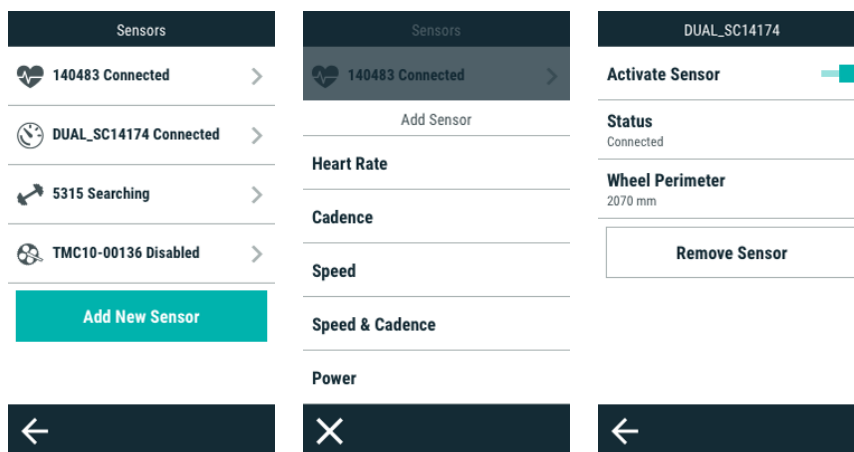 Sensors
140483 Connected
DUAL_SC14174 Connected
5315 Searching
TMC10-00136 Disabled
Add New Sensor
Sensors
140483 Connected
Add Sensor
Heart Rate
Cadence
Speed
Speed & Cadence
Power
DUAL_SC14174
Activate Sensor
Status
Connected
Wheel Perimeter
2070 mm
Remove Sensor